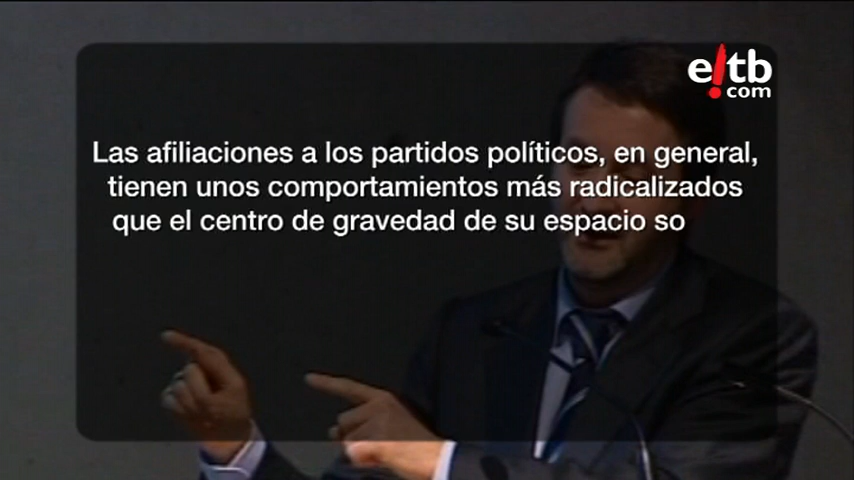 e!tb
.com
Las afiliaciones a los partidos políticos, en general,
tienen unos comportamientos más radicalizados
que el centro de gravedad de su espacio so